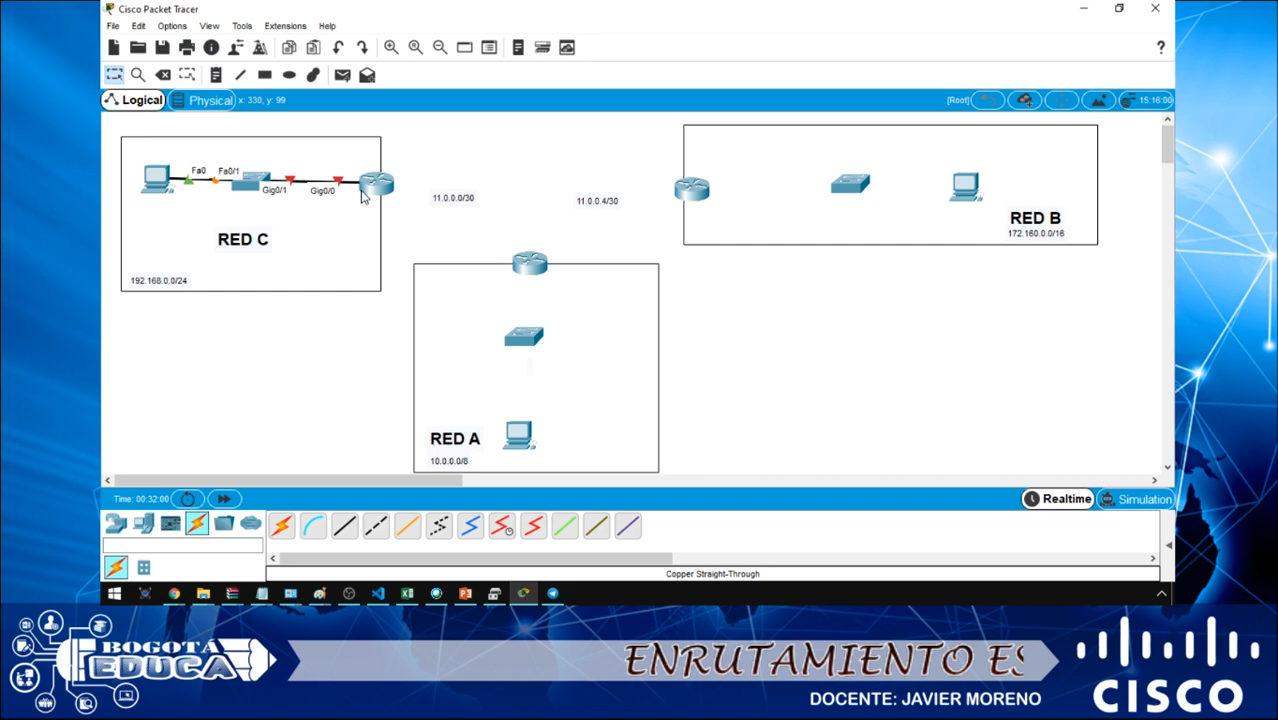 Cisco Packet Tracer
File Edit Options View Tools Extensions Help
?
Logical Physical x: 330, y: 99 [Root] 15:16:00
Fa0 Fa0/1
Gig0/1 Gig0/0
RED C
192.168.0.0/24
11.0.0.0/30
11.0.0.4/30
RED B
172.160.0.0/16
RED A
10.0.0.0/8
Time: 00:32:00
Realtime Simulation
Copper Straight-Through
BOGOTÁ
EDUCA
ENRUTAMIENTO ES
DOCENTE: JAVIER MORENO
CISCO